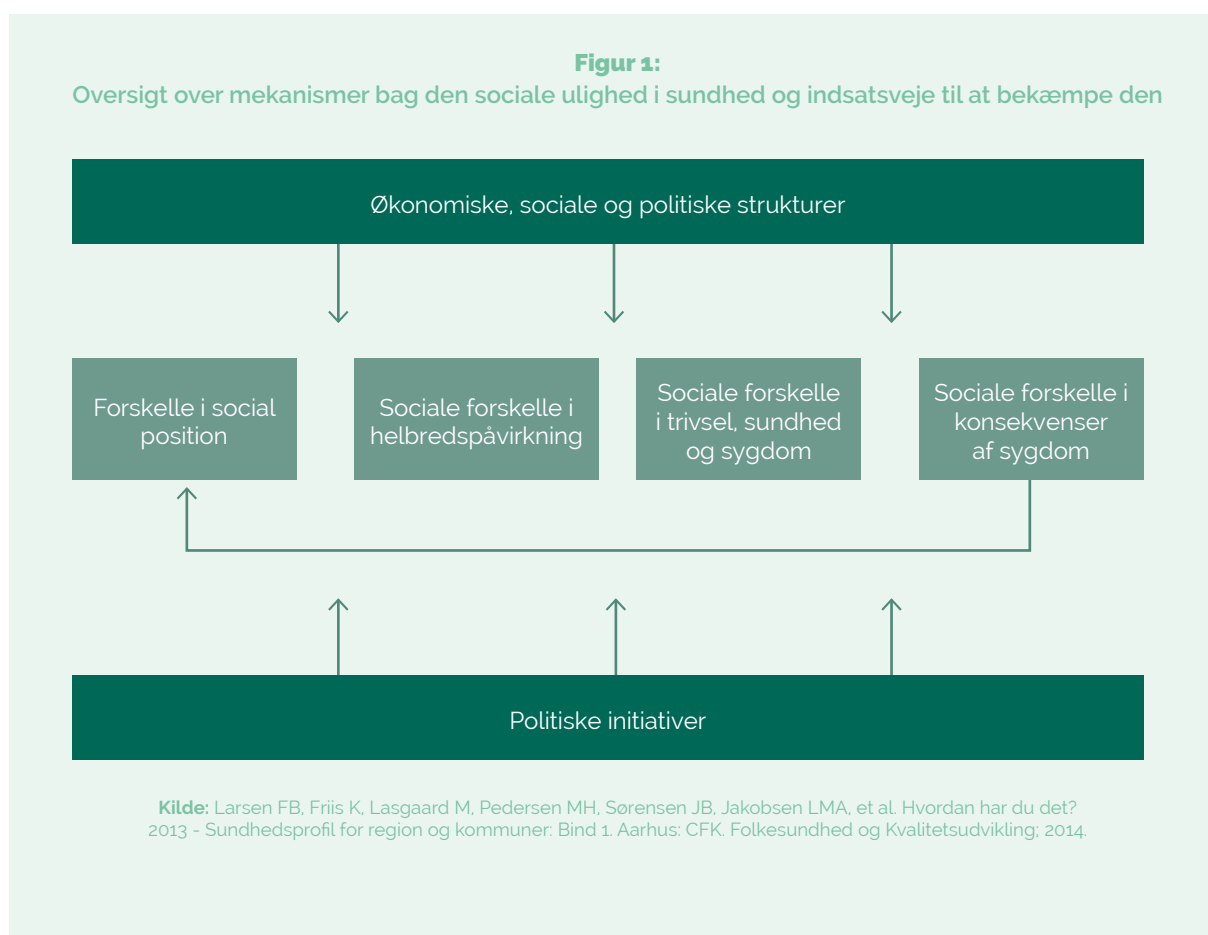 Figur 1:
Oversigt over mekanismer bag den sociale ulighed i sundhed og indsatsveje til at bekæmpe den
Økonomiske, sociale og politiske strukturer
Forskelle i social
position
Sociale forskelle i
helbredspåvirkning
Sociale forskelle
i trivsel, sundhed
og sygdom
Sociale forskelle i
konsekvenser
af sygdom
Politiske initiativer
Kilde: Larsen FB, Friis K, Lasgaard M, Pedersen MH, Sørensen JB, Jakobsen LMA, et al. Hvordan har du det?
2013 - Sundhedsprofil for region og kommuner: Bind 1. Aarhus: CFK. Folkesundhed og Kvalitetsudvikling; 2014.